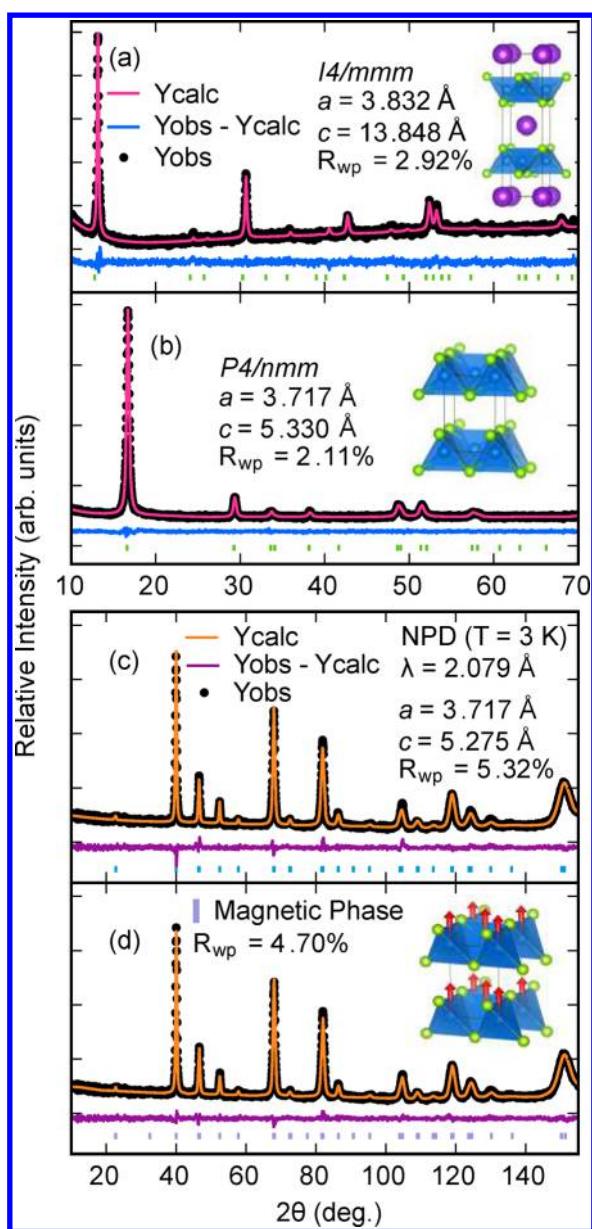 Relative Intensity (arb. units)
(a)
Ycalc
Yobs - Ycalc
Yobs
I4/mmm
a = 3.832 Å
c = 13.848 Å
Rwp = 2.92%
(b)
P4/nmm
a = 3.717 Å
c = 5.330 Å
Rwp = 2.11%
10 20 30 40 50 60 70
(c)
Ycalc
Yobs - Ycalc
Yobs
NPD (T = 3 K)
λ = 2.079 Å
a = 3.717 Å
c = 5.275 Å
Rwp = 5.32%
(d)
Magnetic Phase
Rwp = 4.70%
20 40 60 80 100 120 140
2θ (deg.)